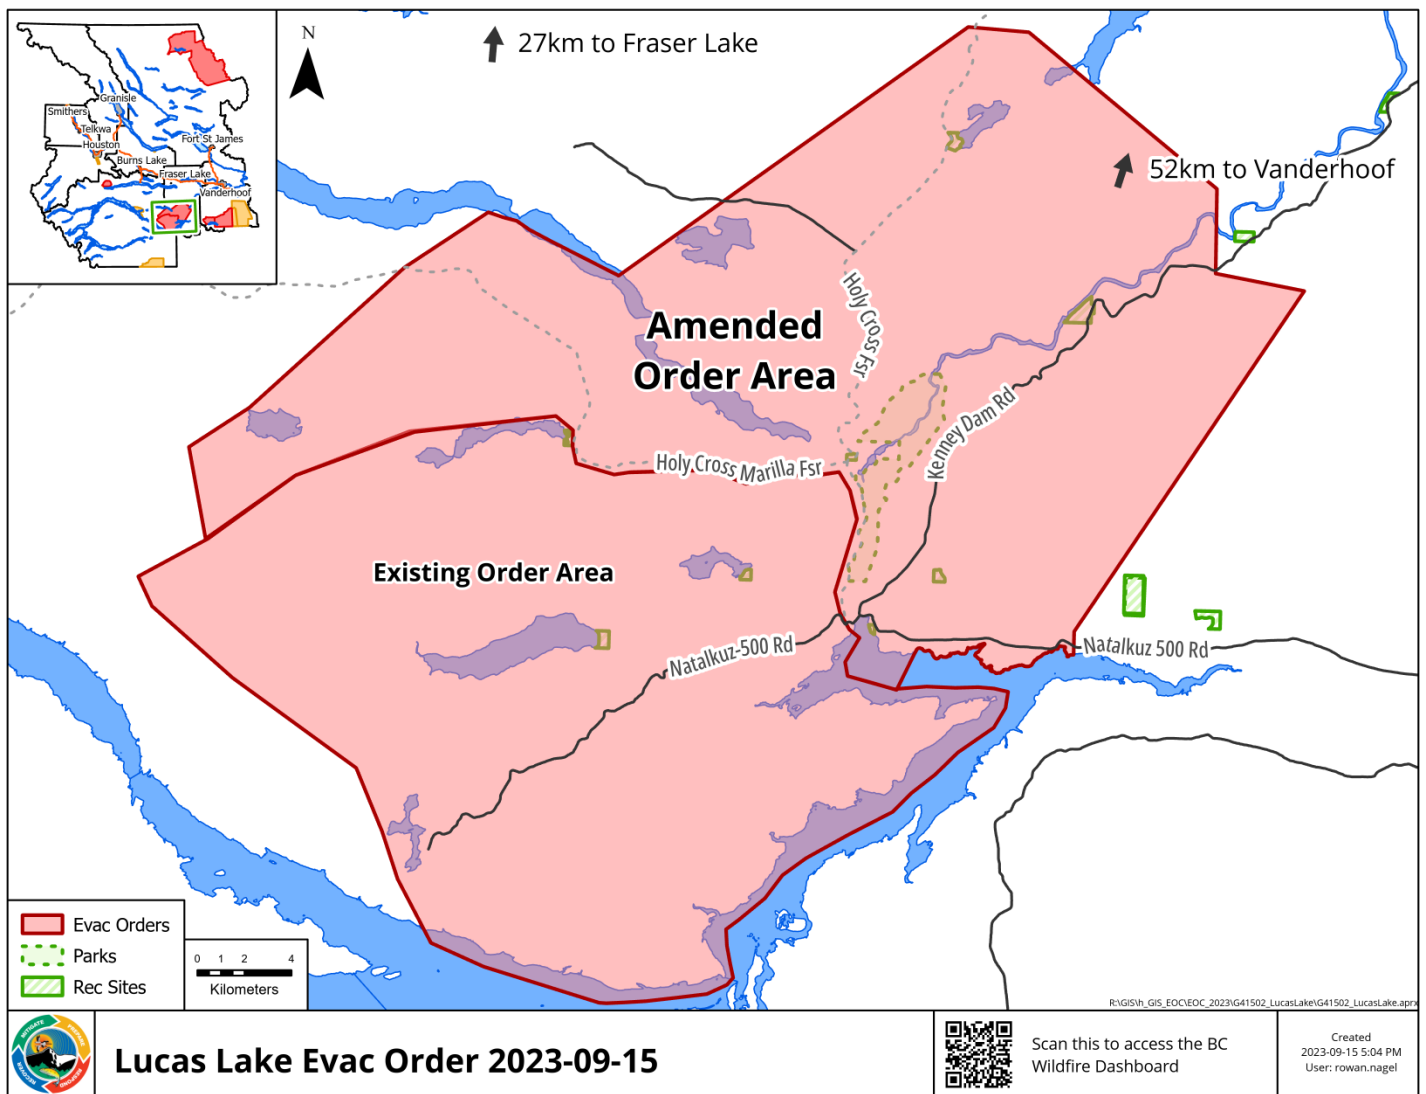 N
27km to Fraser Lake
Granisle
Smithers
Telkwa
Houston
Fort St James
Burns Lake
Fraser Lake
Vanderhoof
52km to Vanderhoof
Holy Cross Fsr
Amended
Order Area
Kenney Dam Rd
Holy Cross Marilla Fsr
Existing Order Area
Natalkuz-500 Rd
Natalkuz 500 Rd
Evac Orders
Parks
Rec Sites
0 1 2 4
Kilometers
R:\GIS\h_GIS_EOC\EOC_2023\G41502_LucasLake\G41502_LucasLake.aprx
MITIGATE
PREPARE
RESPOND
RECOVER
Lucas Lake Evac Order 2023-09-15
Scan this to access the BC
Wildfire Dashboard
Created
2023-09-15 5:04 PM
User: rowan.nagel